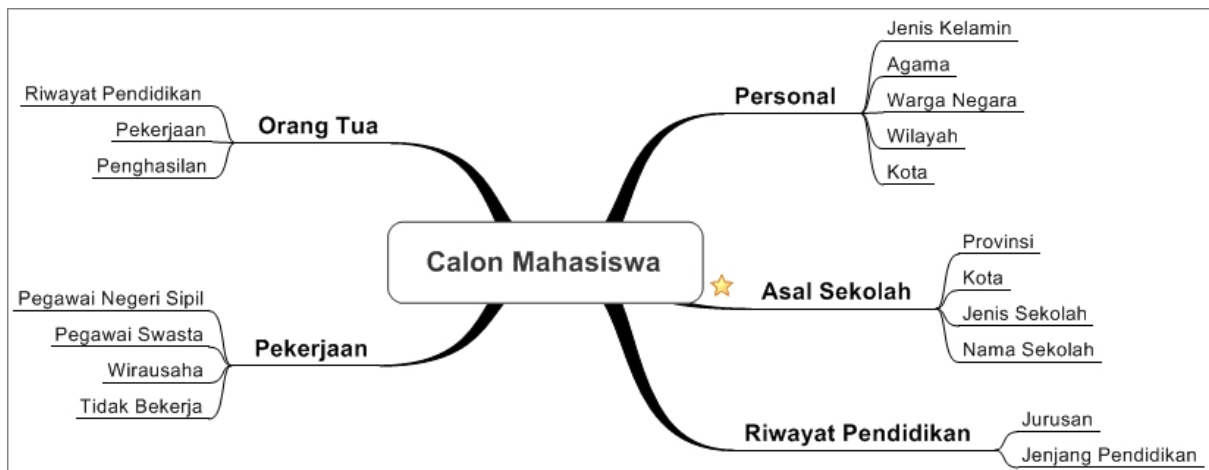 Calon Mahasiswa
Personal
Jenis Kelamin
Agama
Warga Negara
Wilayah
Kota
Asal Sekolah
Provinsi
Kota
Jenis Sekolah
Nama Sekolah
Riwayat Pendidikan
Jurusan
Jenjang Pendidikan
Orang Tua
Riwayat Pendidikan
Pekerjaan
Penghasilan
Pekerjaan
Pegawai Negeri Sipil
Pegawai Swasta
Wirausaha
Tidak Bekerja